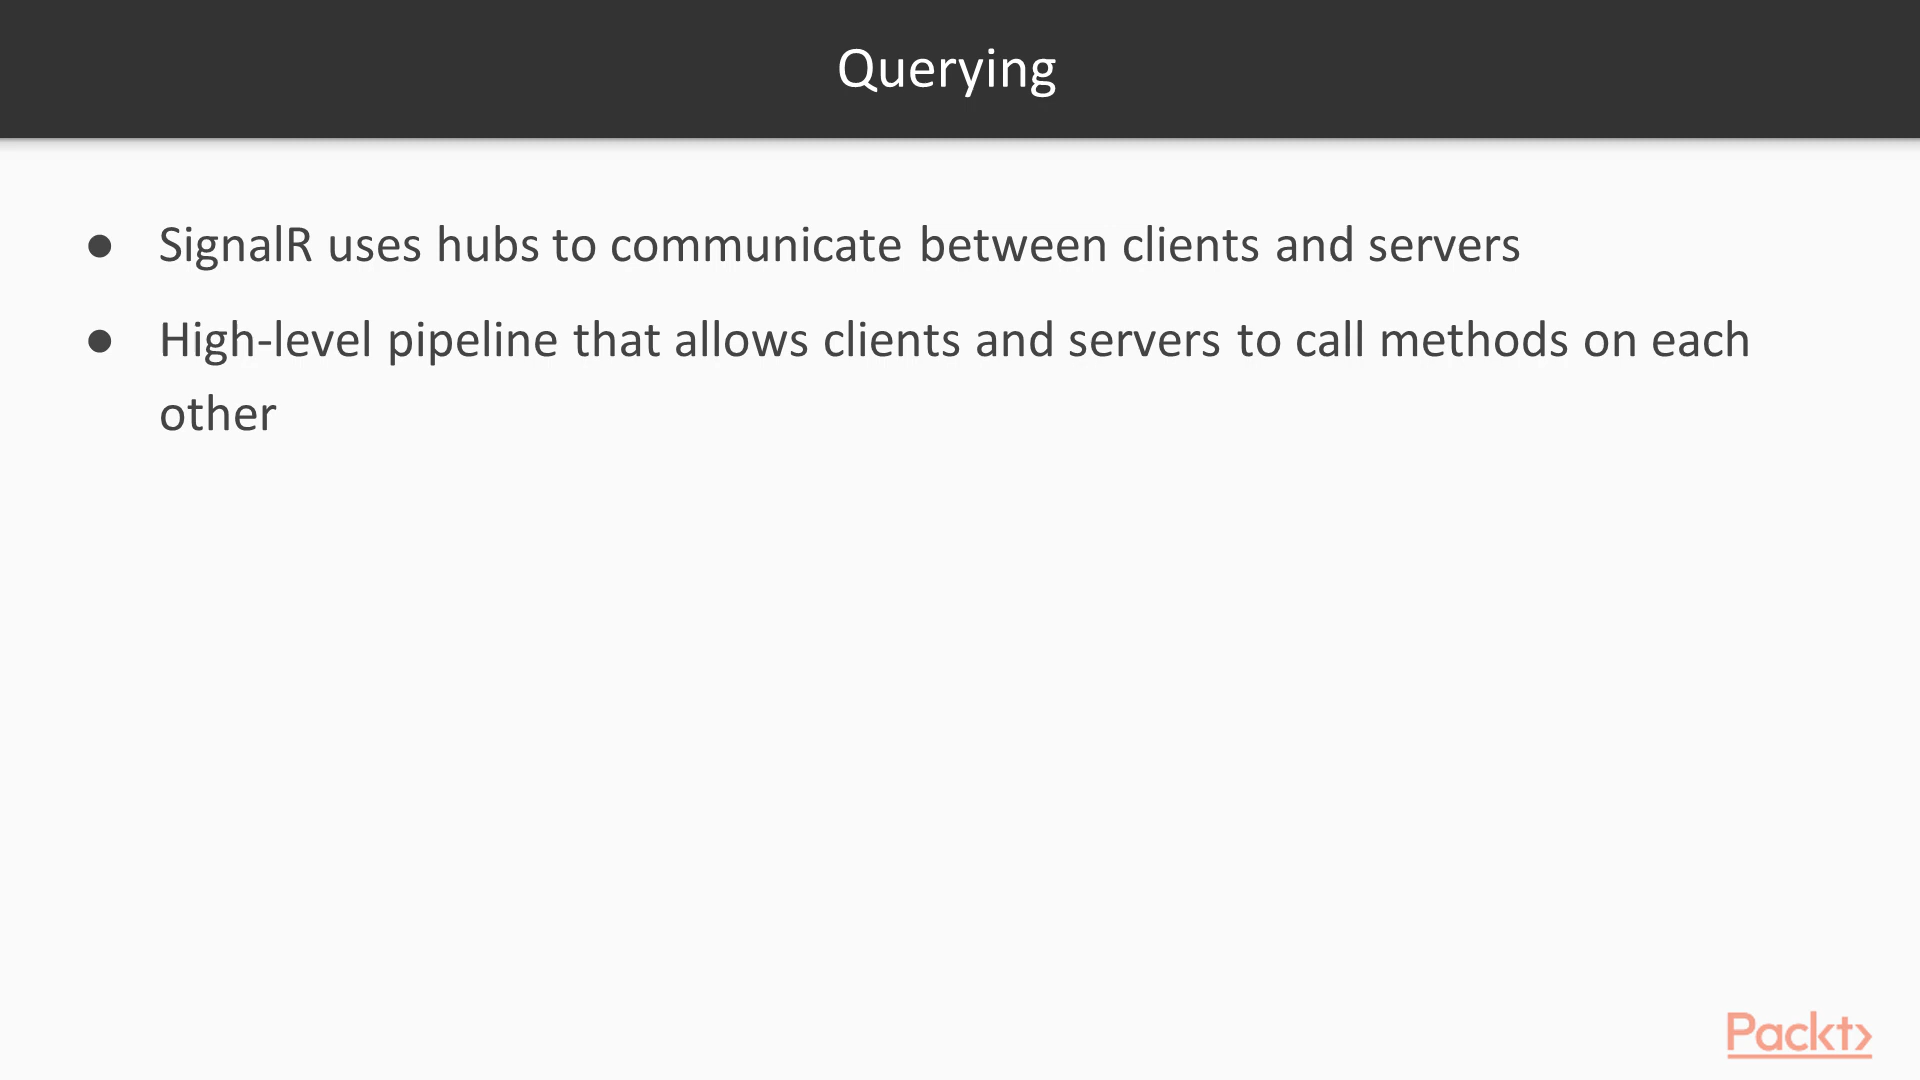 Querying
● SignalR uses hubs to communicate between clients and servers
● High-level pipeline that allows clients and servers to call methods on each
other
Packt>